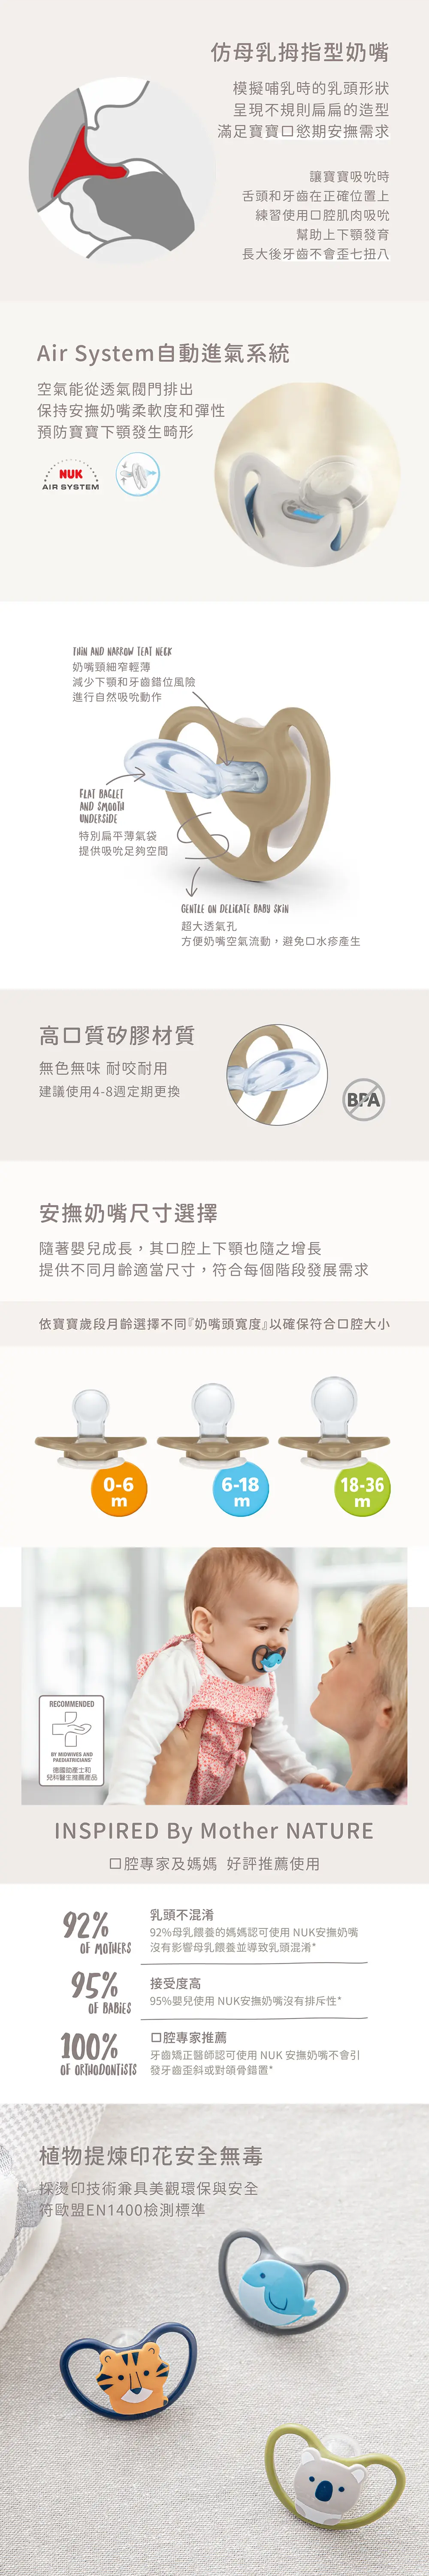 仿母乳拇指型奶嘴
模擬哺乳時的乳頭形狀
呈現不規則扁扁的造型
滿足寶寶口慾期安撫需求
讓寶寶吸吮時
舌頭和牙齒在正確位置上
練習使用口腔肌肉吸吮
幫助上下顎發育
長大後牙齒不會歪七扭八
Air System自動進氣系統
空氣能從透氣閥門排出
保持安撫奶嘴柔軟度和彈性
預防寶寶下顎發生畸形
NUK
AIR SYSTEM
THIN AND NARROW TEAT NECK
奶嘴頸細窄輕薄
減少下顎和牙齒錯位風險
進行自然吸吮動作
FLAT BAGLET
AND SMOOTH
UNDERSIDE
特別扁平薄氣袋
提供吸吮足夠空間
GENTLE ON DELICATE BABY SKIN
超大透氣孔
方便奶嘴空氣流動，避免口水疹產生
高口質矽膠材質
無色無味 耐咬耐用
建議使用4-8週定期更換
BPA
安撫奶嘴尺寸選擇
隨著嬰兒成長，其口腔上下顎也隨之增長
提供不同月齡適當尺寸，符合每個階段發展需求
依寶寶歲段月齡選擇不同『奶嘴頭寬度』以確保符合口腔大小
0-6
m
6-18
m
18-36
m
RECOMMENDED
BY MIDWIVES AND
PAEDIATRICIANS*
德國助產士和
兒科醫生推薦產品
INSPIRED By Mother NATURE
口腔專家及媽媽 好評推薦使用
92%
OF MOTHERS
乳頭不混淆
92%母乳餵養的媽媽認可使用 NUK安撫奶嘴
沒有影響母乳餵養並導致乳頭混淆*
95%
OF BABIES
接受度高
95%嬰兒使用 NUK安撫奶嘴沒有排斥性*
100%
OF ORTHODONTISTS
口腔專家推薦
牙齒矯正醫師認可使用 NUK 安撫奶嘴不會引
發牙齒歪斜或對頜骨錯置*
植物提煉印花安全無毒
採燙印技術兼具美觀環保與安全
符歐盟EN1400檢測標準